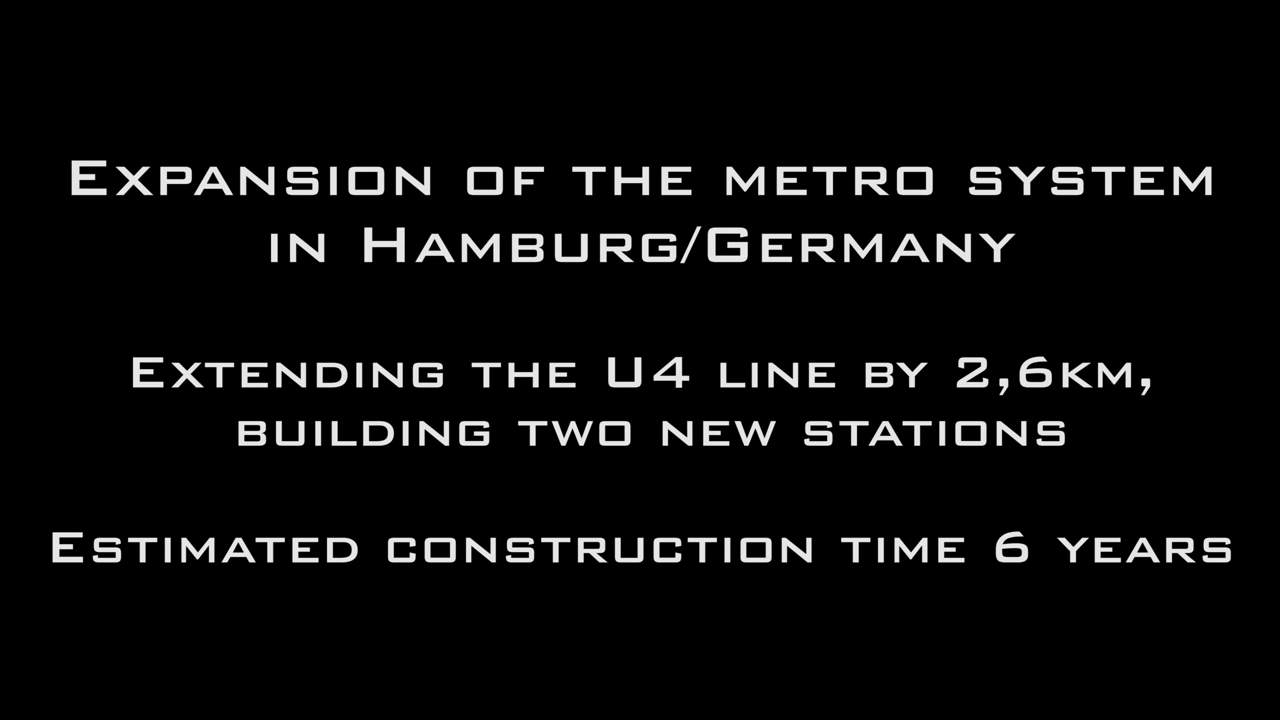 Expansion of the metro system
in Hamburg/Germany
Extending the U4 line by 2,6km,
building two new stations
Estimated construction time 6 years